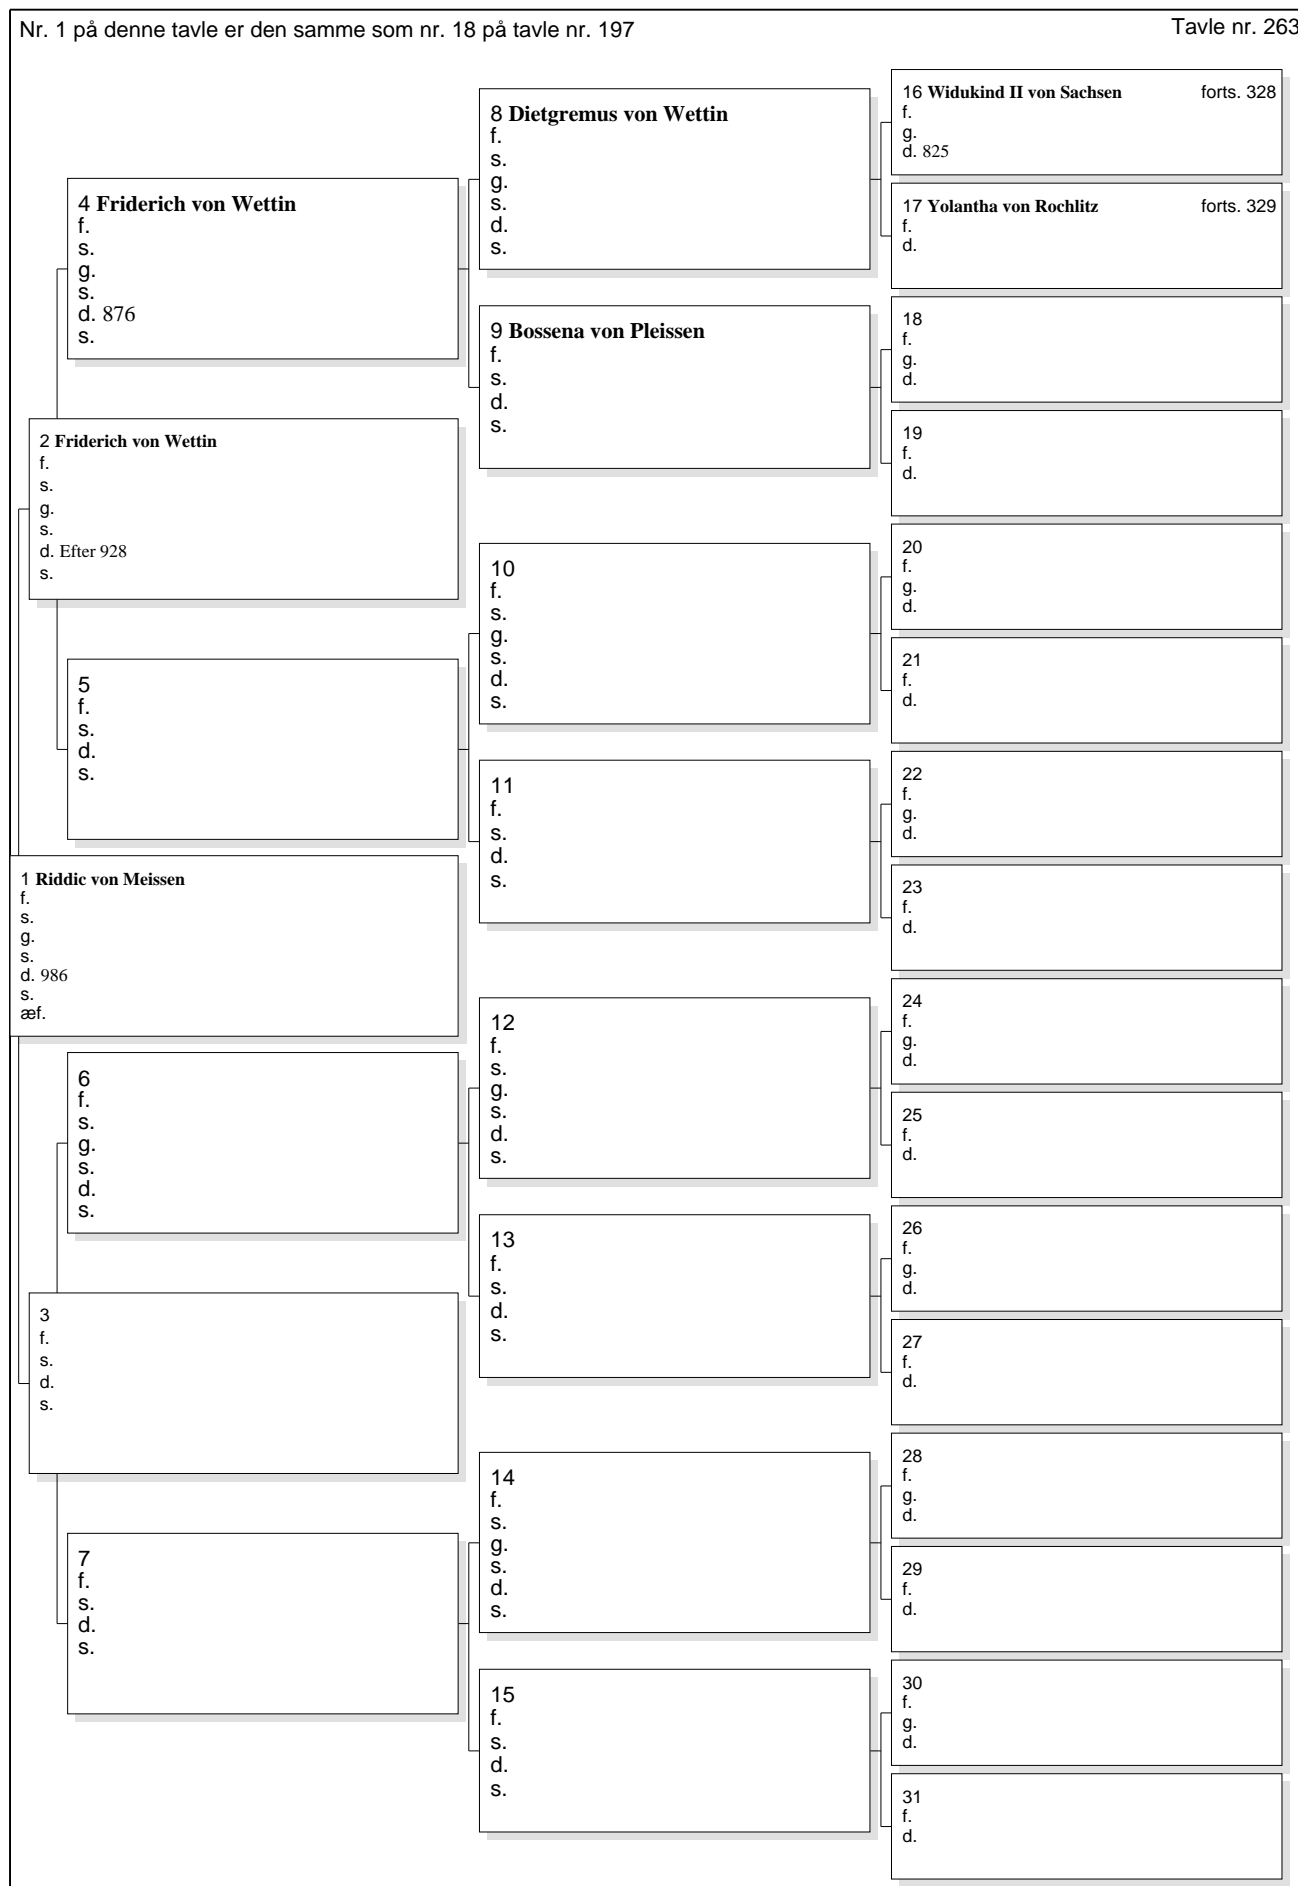 Nr. 1 på denne tavle er den samme som nr. 18 på tavle nr. 197
Tavle nr. 263
1 Riddic von Meissen
f.
s.
g.
s.
d. 986
s.
æf.
2 Friderich von Wettin
f.
s.
g.
s.
d. Efter 928
s.
3
f.
s.
d.
s.
4 Friderich von Wettin
f.
s.
g.
s.
d. 876
s.
5
f.
s.
d.
s.
6
f.
s.
g.
s.
d.
s.
7
f.
s.
d.
s.
8 Dietgremus von Wettin
f.
s.
g.
s.
d.
s.
9 Bossena von Pleissen
f.
s.
d.
s.
10
f.
s.
g.
s.
d.
s.
11
f.
s.
d.
s.
12
f.
s.
g.
s.
d.
s.
13
f.
s.
d.
s.
14
f.
s.
g.
s.
d.
s.
15
f.
s.
d.
s.
16 Widukind II von Sachsen forts. 328
f.
g.
d. 825
17 Yolantha von Rochlitz forts. 329
f.
d.
18
f.
g.
d.
19
f.
d.
20
f.
g.
d.
21
f.
d.
22
f.
g.
d.
23
f.
d.
24
f.
g.
d.
25
f.
d.
26
f.
g.
d.
27
f.
d.
28
f.
g.
d.
29
f.
d.
30
f.
g.
d.
31
f.
d.